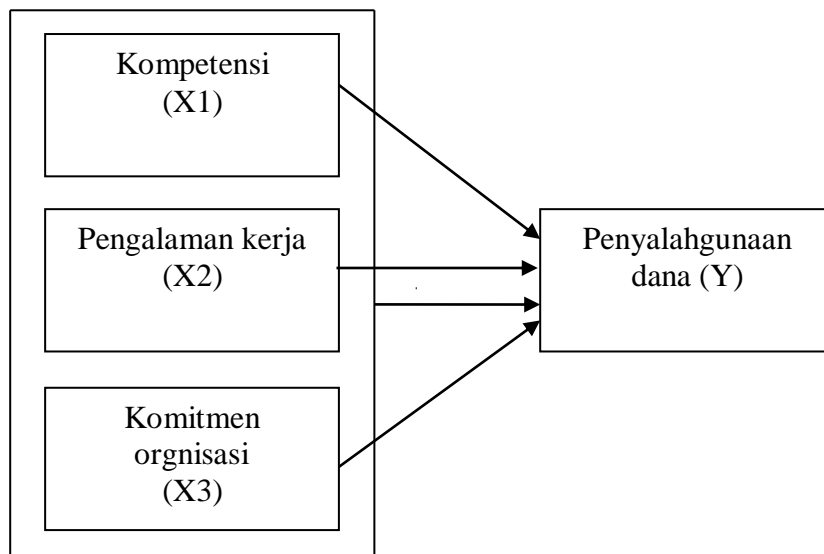 Kompetensi
(X1)
Pengalaman kerja
(X2)
Komitmen
orgnisasi
(X3)
Penyalahgunaan
dana (Y)